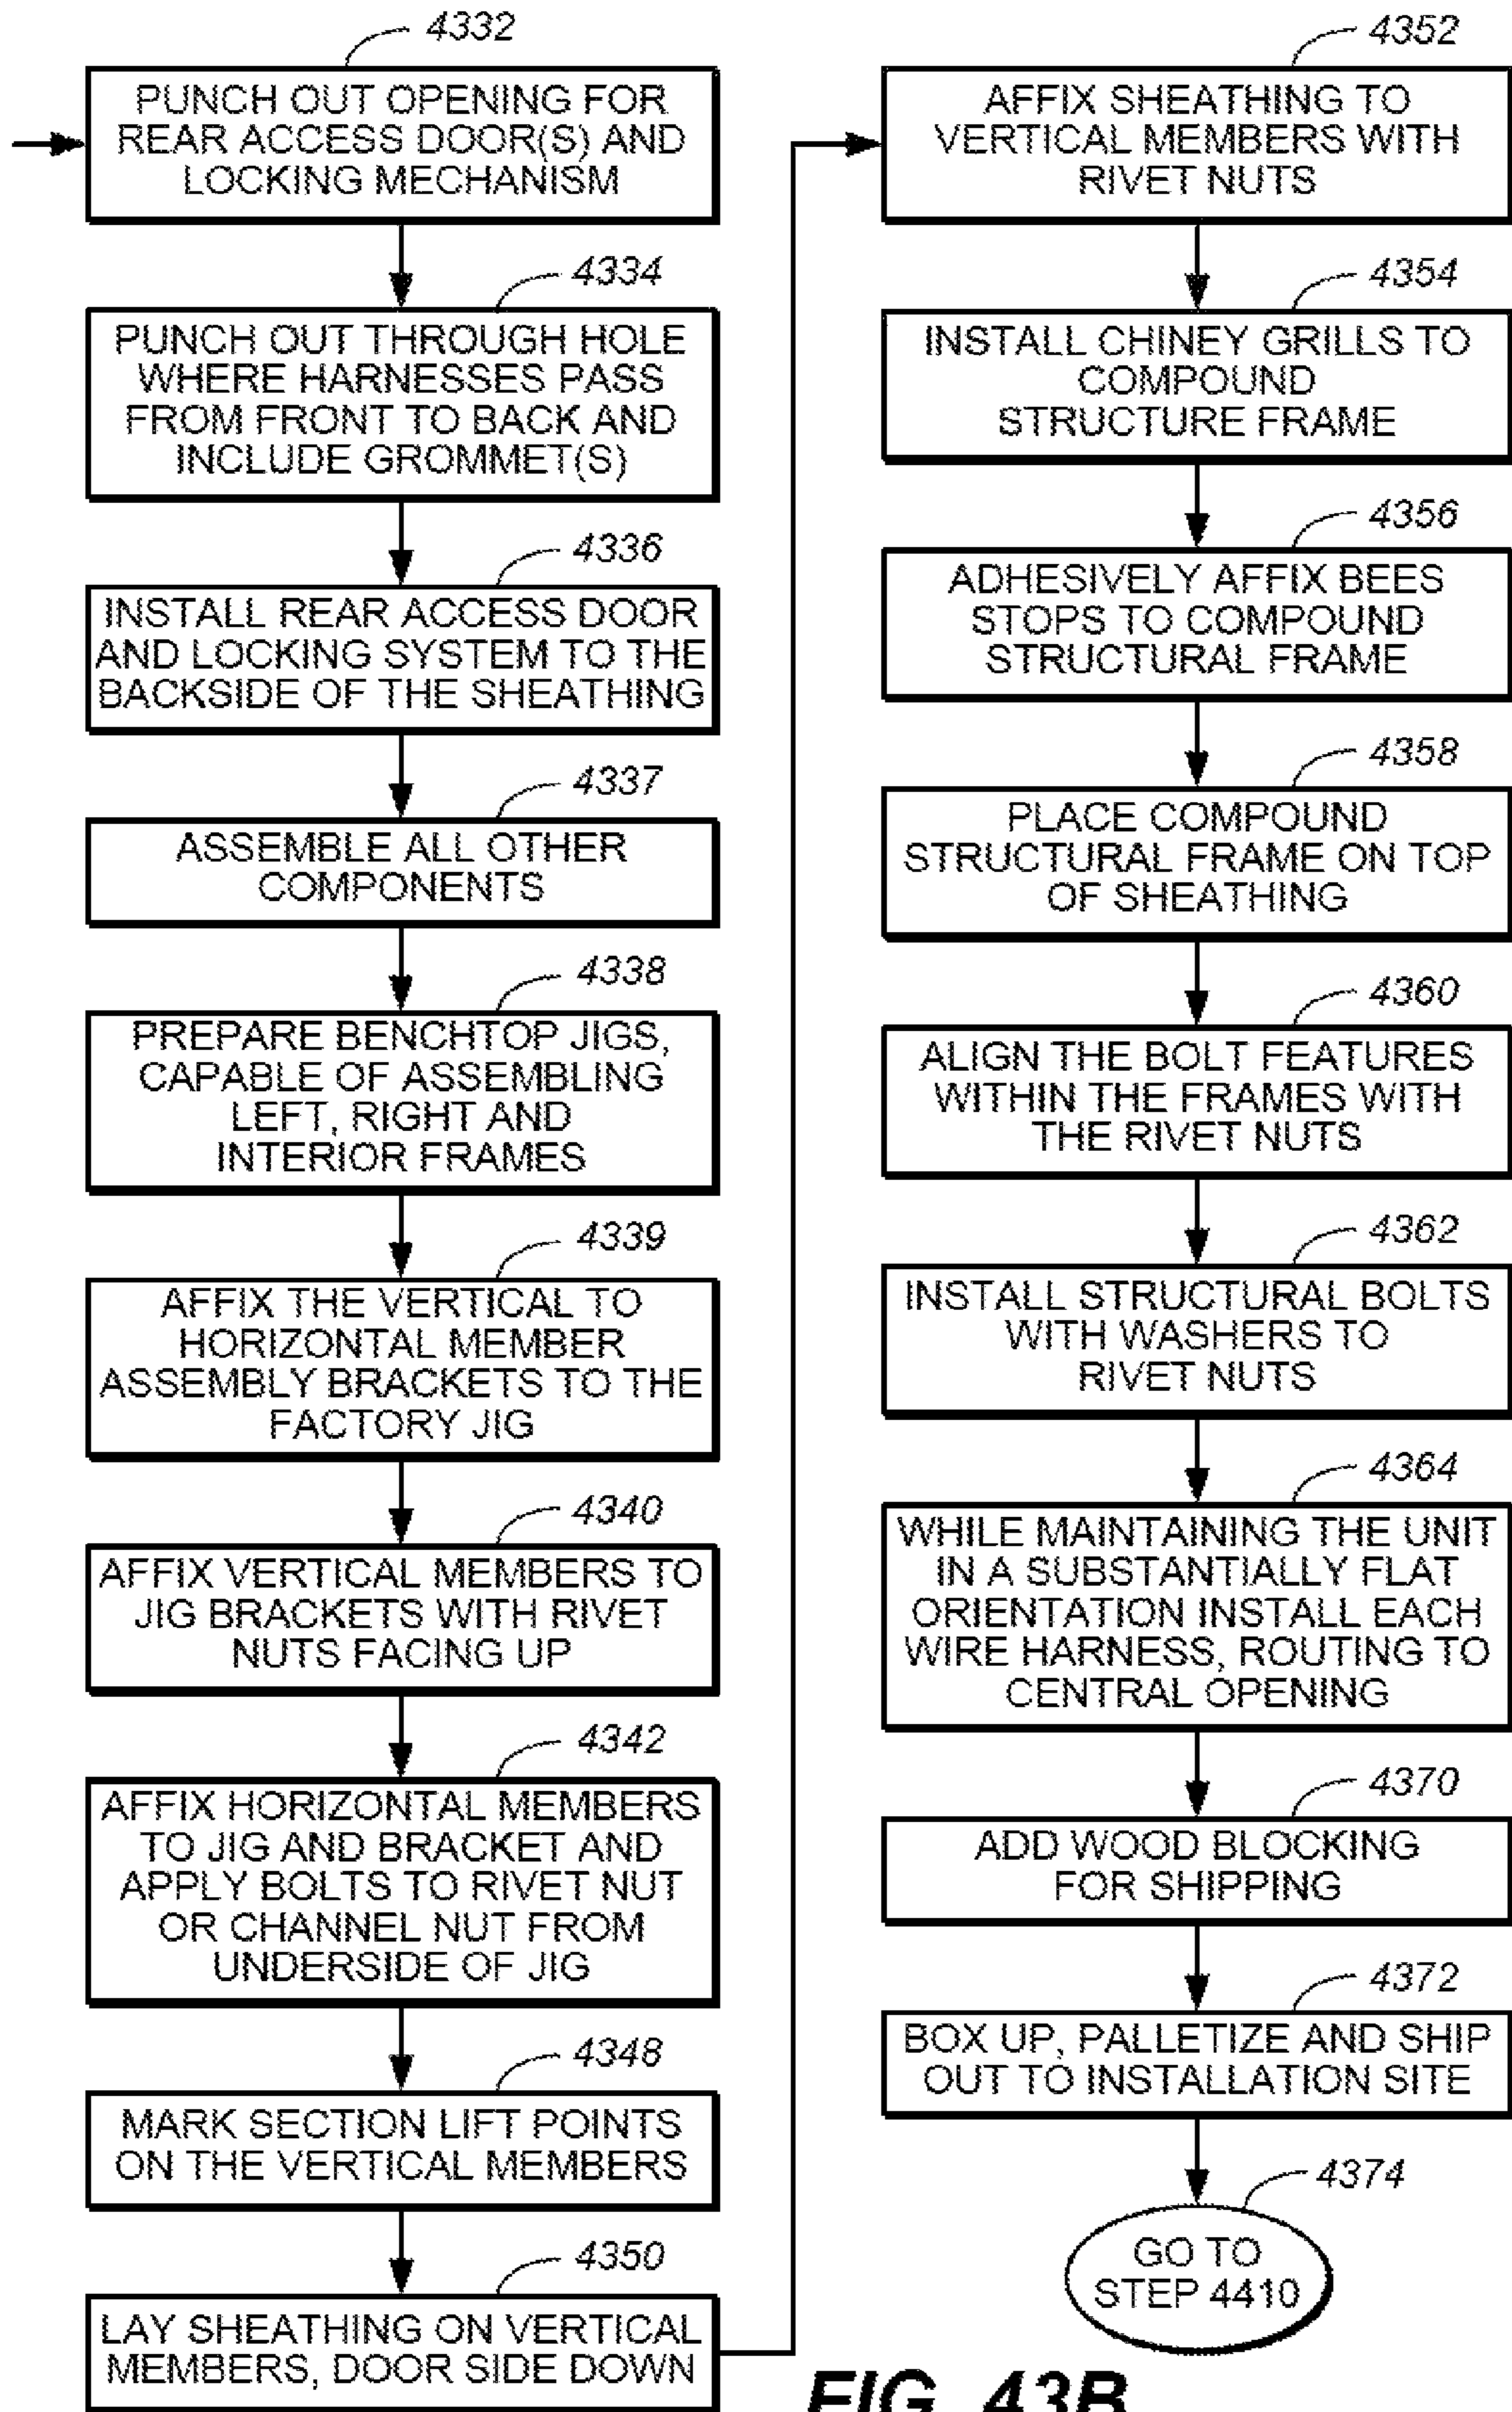 4332
PUNCH OUT OPENING FOR
REAR ACCESS DOOR(S) AND
LOCKING MECHANISM
4334
PUNCH OUT THROUGH HOLE
WHERE HARNESSES PASS
FROM FRONT TO BACK AND
INCLUDE GROMMET(S)
4336
INSTALL REAR ACCESS DOOR
AND LOCKING SYSTEM TO THE
BACKSIDE OF THE SHEATHING
4337
ASSEMBLE ALL OTHER
COMPONENTS
4338
PREPARE BENCHTOP JIGS,
CAPABLE OF ASSEMBLING
LEFT, RIGHT AND
INTERIOR FRAMES
4339
AFFIX THE VERTICAL TO
HORIZONTAL MEMBER
ASSEMBLY BRACKETS TO THE
FACTORY JIG
4340
AFFIX VERTICAL MEMBERS TO
JIG BRACKETS WITH RIVET
NUTS FACING UP
4342
AFFIX HORIZONTAL MEMBERS
TO JIG AND BRACKET AND
APPLY BOLTS TO RIVET NUT
OR CHANNEL NUT FROM
UNDERSIDE OF JIG
4348
MARK SECTION LIFT POINTS
ON THE VERTICAL MEMBERS
4350
LAY SHEATHING ON VERTICAL
MEMBERS, DOOR SIDE DOWN
4352
AFFIX SHEATHING TO
VERTICAL MEMBERS WITH
RIVET NUTS
4354
INSTALL CHINEY GRILLS TO
COMPOUND
STRUCTURE FRAME
4356
ADHESIVELY AFFIX BEES
STOPS TO COMPOUND
STRUCTURAL FRAME
4358
PLACE COMPOUND
STRUCTURAL FRAME ON TOP
OF SHEATHING
4360
ALIGN THE BOLT FEATURES
WITHIN THE FRAMES WITH
THE RIVET NUTS
4362
INSTALL STRUCTURAL BOLTS
WITH WASHERS TO
RIVET NUTS
4364
WHILE MAINTAINING THE UNIT
IN A SUBSTANTIALLY FLAT
ORIENTATION INSTALL EACH
WIRE HARNESS, ROUTING TO
CENTRAL OPENING
4370
ADD WOOD BLOCKING
FOR SHIPPING
4372
BOX UP, PALLETIZE AND SHIP
OUT TO INSTALLATION SITE
4374
GO TO
STEP 4410
FIG. 43B